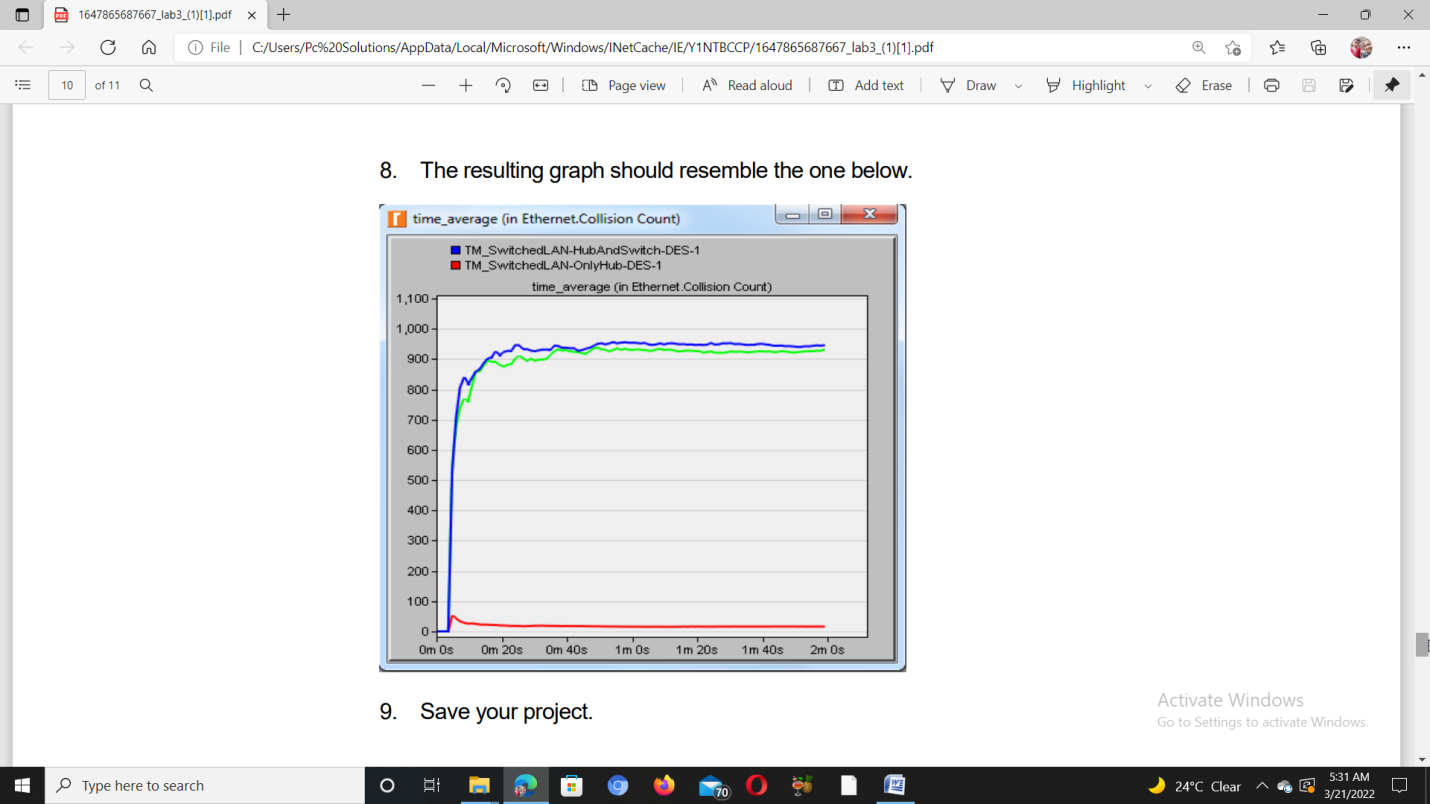 1647865687667_lab3_(1)[1].pdf
File | C:/Users/Pc%20Solutions/AppData/Local/Microsoft/Windows/INetCache/IE/Y1NTBCCP/1647865687667_lab3_(1)[1].pdf
10 of 11 Page view Read aloud Add text Draw Highlight Erase
8. The resulting graph should resemble the one below.
time_average (in Ethernet.Collision Count)
TM_SwitchedLAN-HubAndSwitch-DES-1
TM_SwitchedLAN-OnlyHub-DES-1
time_average (in Ethernet.Collision Count)
1,100
1,000
900
800
700
600
500
400
300
200
100
0
0m 0s 0m 20s 0m 40s 1m 0s 1m 20s 1m 40s 2m 0s
9. Save your project.
Activate Windows
Go to Settings to activate Windows.
Type here to search 70 24°C Clear 5:31 AM
3/21/2022